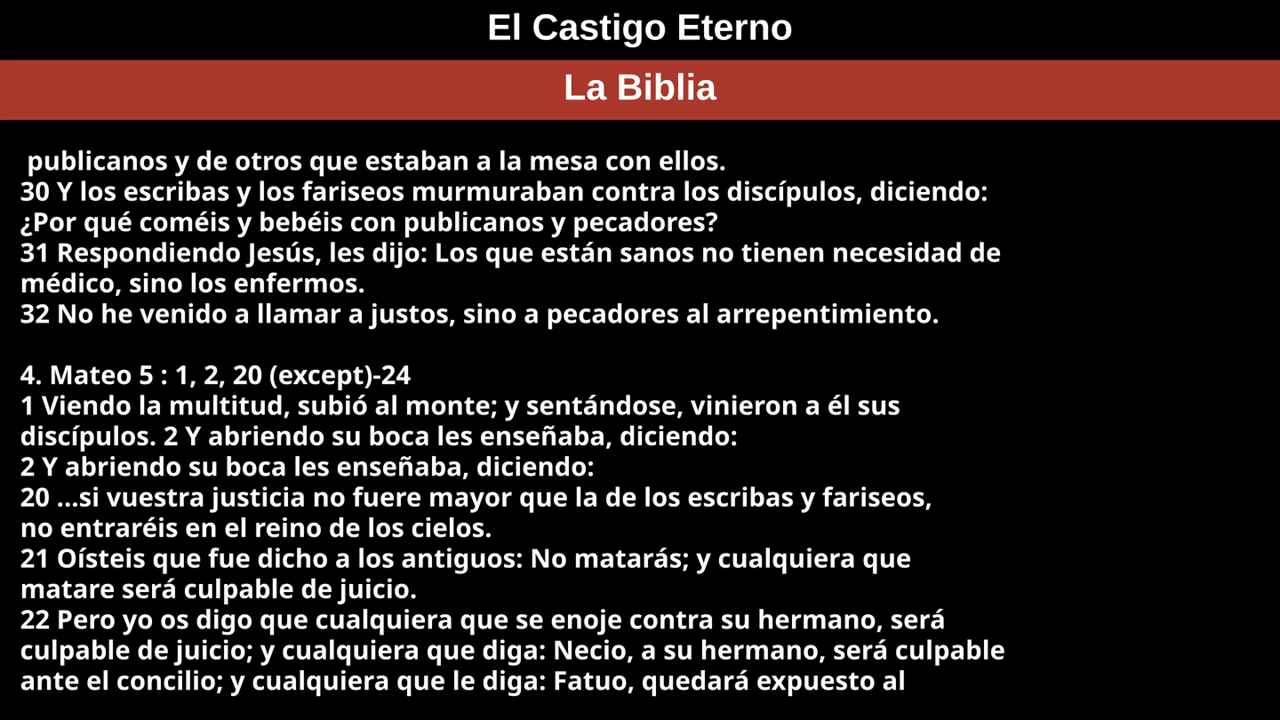 El Castigo Eterno
La Biblia
publicanos y de otros que estaban a la mesa con ellos.
30 Y los escribas y los fariseos murmuraban contra los discípulos, diciendo:
¿Por qué coméis y bebéis con publicanos y pecadores?
31 Respondiendo Jesús, les dijo: Los que están sanos no tienen necesidad de
médico, sino los enfermos.
32 No he venido a llamar a justos, sino a pecadores al arrepentimiento.
4. Mateo 5 : 1, 2, 20 (except)-24
1 Viendo la multitud, subió al monte; y sentándose, vinieron a él sus
discípulos. 2 Y abriendo su boca les enseñaba, diciendo:
2 Y abriendo su boca les enseñaba, diciendo:
20 ...si vuestra justicia no fuere mayor que la de los escribas y fariseos,
no entraréis en el reino de los cielos.
21 Oísteis que fue dicho a los antiguos: No matarás; y cualquiera que
matare será culpable de juicio.
22 Pero yo os digo que cualquiera que se enoje contra su hermano, será
culpable de juicio; y cualquiera que diga: Necio, a su hermano, será culpable
ante el concilio; y cualquiera que le diga: Fatuo, quedará expuesto al